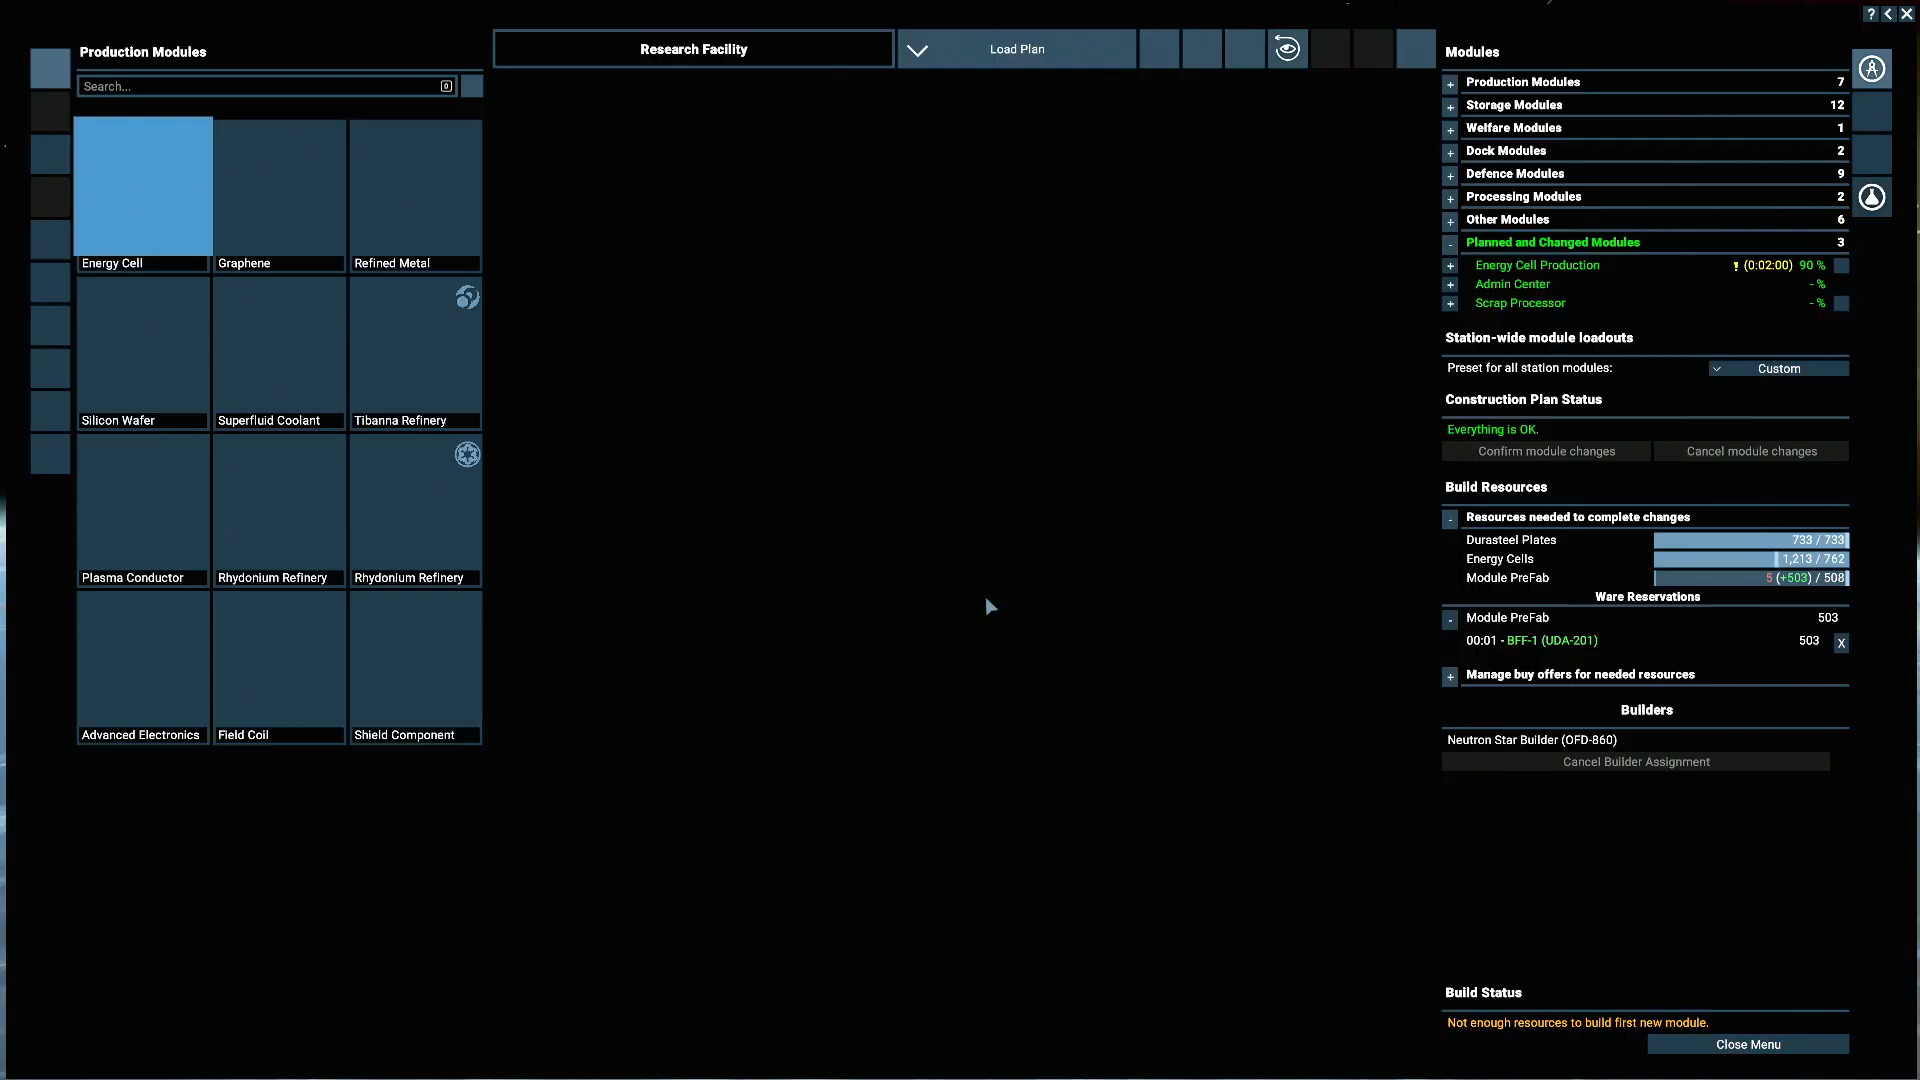 ? < X
Production Modules
Search...
0
Energy Cell
Graphene
Refined Metal
Silicon Wafer
Superfluid Coolant
Tibanna Refinery
Plasma Conductor
Rhydonium Refinery
Rhydonium Refinery
Advanced Electronics
Field Coil
Shield Component
Research Facility
Load Plan
Modules
+ Production Modules 7
+ Storage Modules 12
+ Welfare Modules 1
+ Dock Modules 2
+ Defence Modules 9
+ Processing Modules 2
+ Other Modules 6
- Planned and Changed Modules 3
+ Energy Cell Production ! (0:02:00) 90 %
+ Admin Center - %
+ Scrap Processor - %
Station-wide module loadouts
Preset for all station modules: Custom
Construction Plan Status
Everything is OK.
Confirm module changes Cancel module changes
Build Resources
- Resources needed to complete changes
Durasteel Plates 733 / 733
Energy Cells 1,213 / 762
Module PreFab 5 (+503) / 508
Ware Reservations
- Module PreFab 503
00:01 - BFF-1 (UDA-201) 503 X
+ Manage buy offers for needed resources
Builders
Neutron Star Builder (OFD-860)
Cancel Builder Assignment
Build Status
Not enough resources to build first new module.
Close Menu